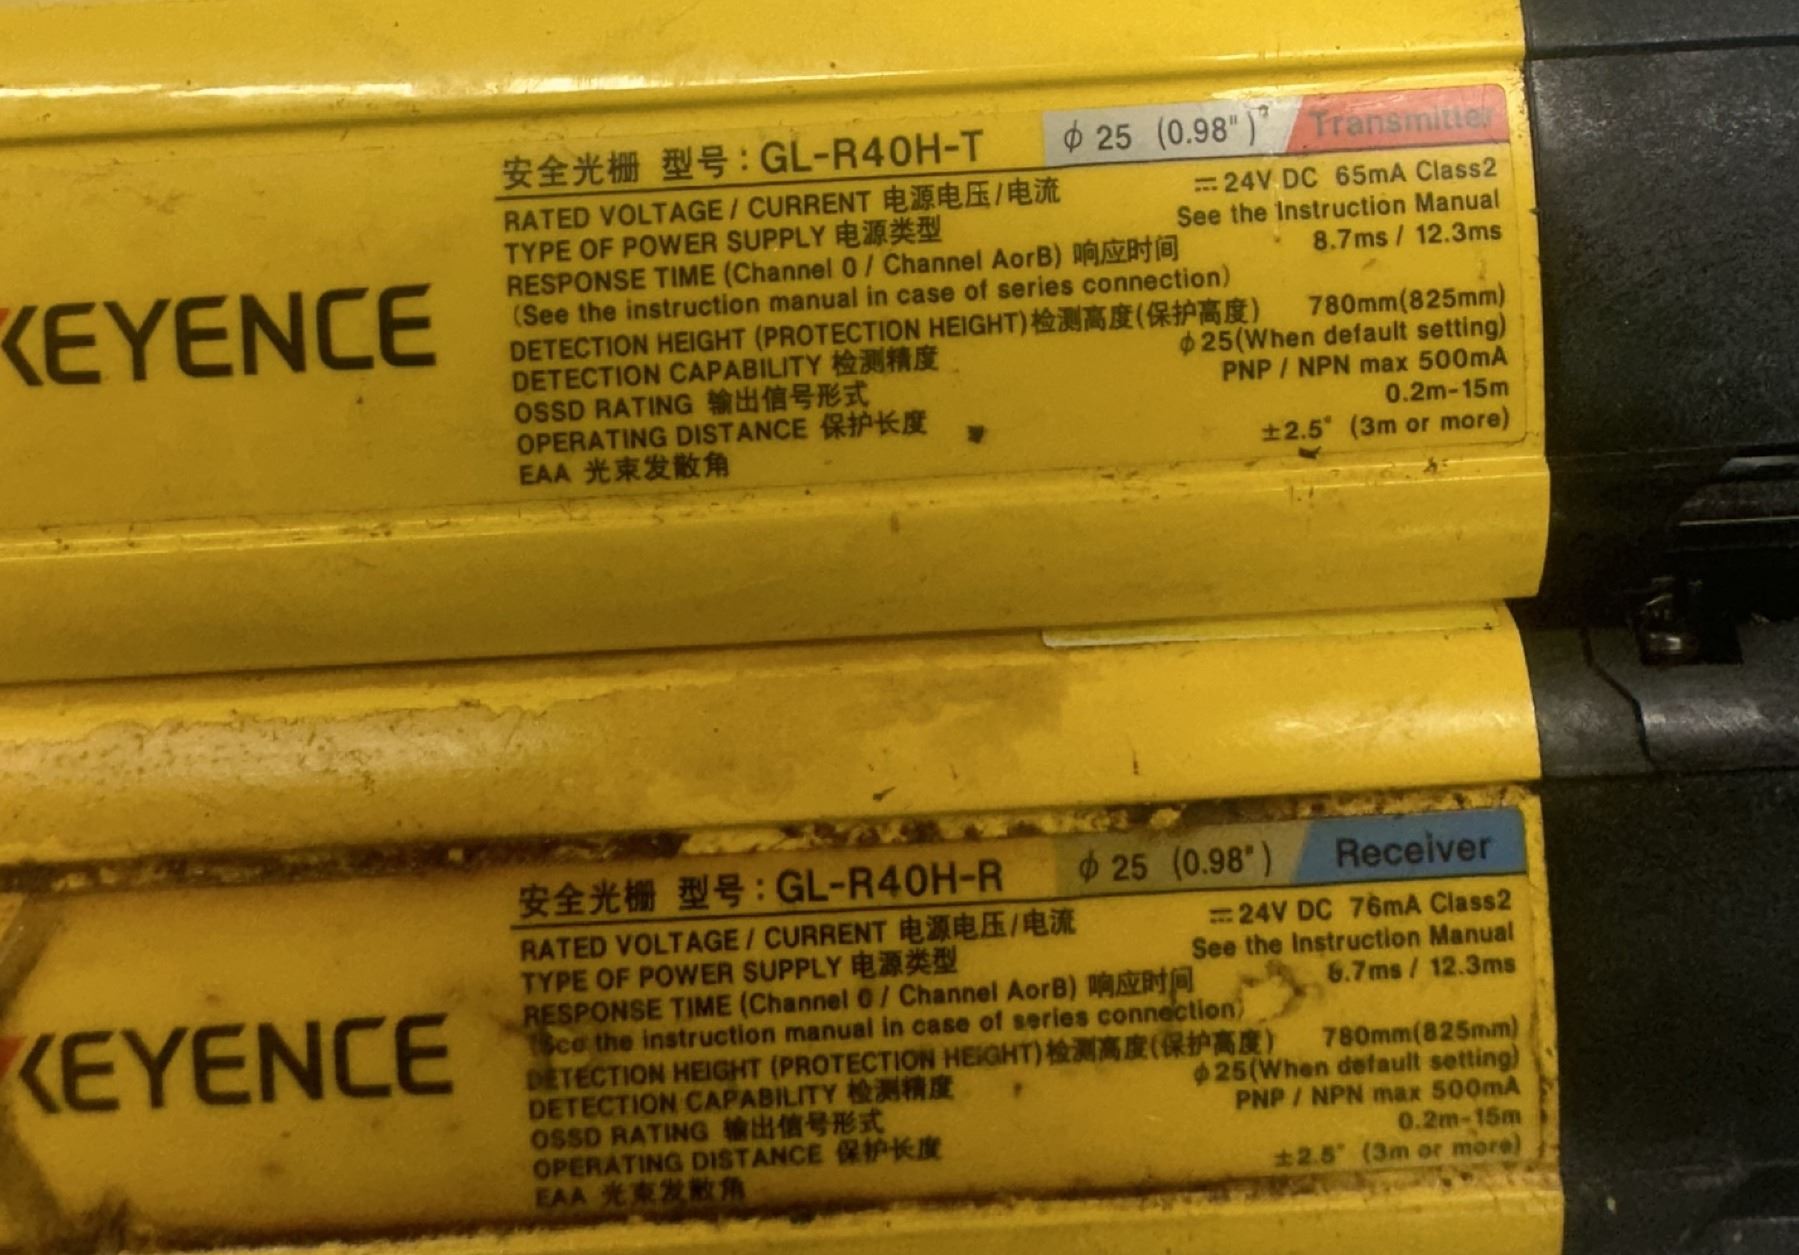 安全光栅 型号：GL-R40H-T φ 25 (0.98") Transmitter
RATED VOLTAGE / CURRENT 电源电压/电流 ⎓24V DC 65mA Class2
TYPE OF POWER SUPPLY 电源类型 See the Instruction Manual
RESPONSE TIME (Channel 0 / Channel AorB) 响应时间 8.7ms / 12.3ms
(See the instruction manual in case of series connection)
DETECTION HEIGHT (PROTECTION HEIGHT)检测高度(保护高度) 780mm(825mm)
DETECTION CAPABILITY 检测精度 φ25(When default setting)
OSSD RATING 输出信号形式 PNP / NPN max 500mA
OPERATING DISTANCE 保护长度 0.2m-15m
EAA 光束发散角 ±2.5° (3m or more)
KEYENCE
安全光栅 型号：GL-R40H-R φ 25 (0.98") Receiver
RATED VOLTAGE / CURRENT 电源电压/电流 ⎓24V DC 76mA Class2
TYPE OF POWER SUPPLY 电源类型 See the Instruction Manual
RESPONSE TIME (Channel 0 / Channel AorB) 响应时间 8.7ms / 12.3ms
(See the instruction manual in case of series connection)
DETECTION HEIGHT (PROTECTION HEIGHT)检测高度(保护高度) 780mm(825mm)
DETECTION CAPABILITY 检测精度 φ25(When default setting)
OSSD RATING 输出信号形式 PNP / NPN max 500mA
OPERATING DISTANCE 保护长度 0.2m-15m
EAA 光束发散角 ±2.5° (3m or more)
KEYENCE